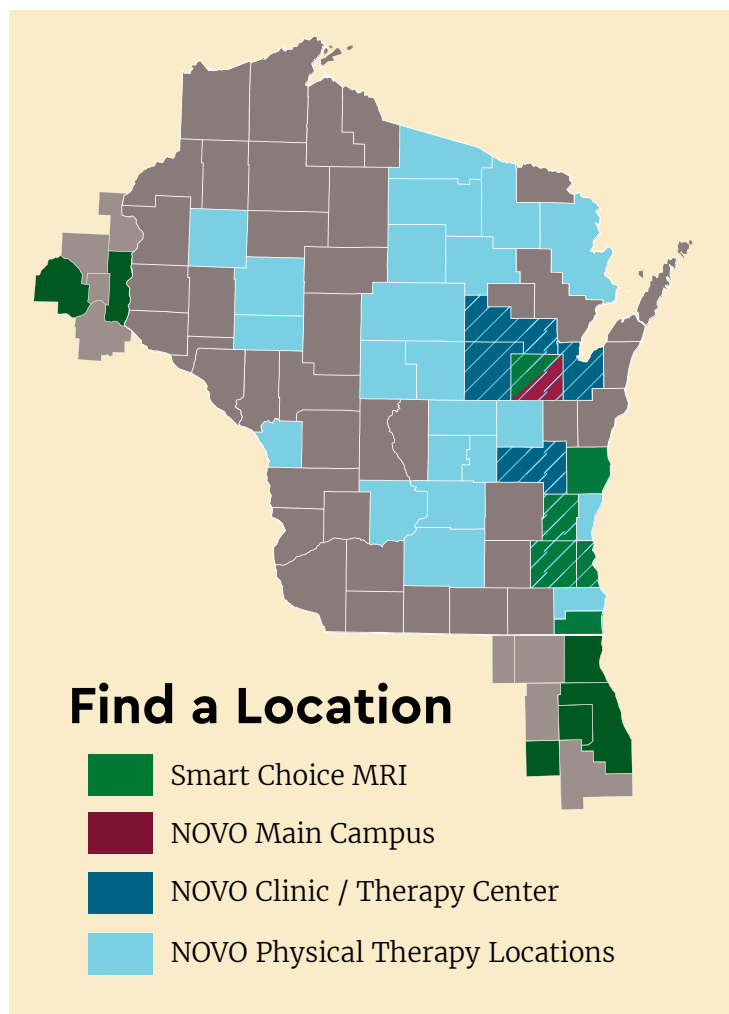 Find a Location
Smart Choice MRI
NOVO Main Campus
NOVO Clinic / Therapy Center
NOVO Physical Therapy Locations